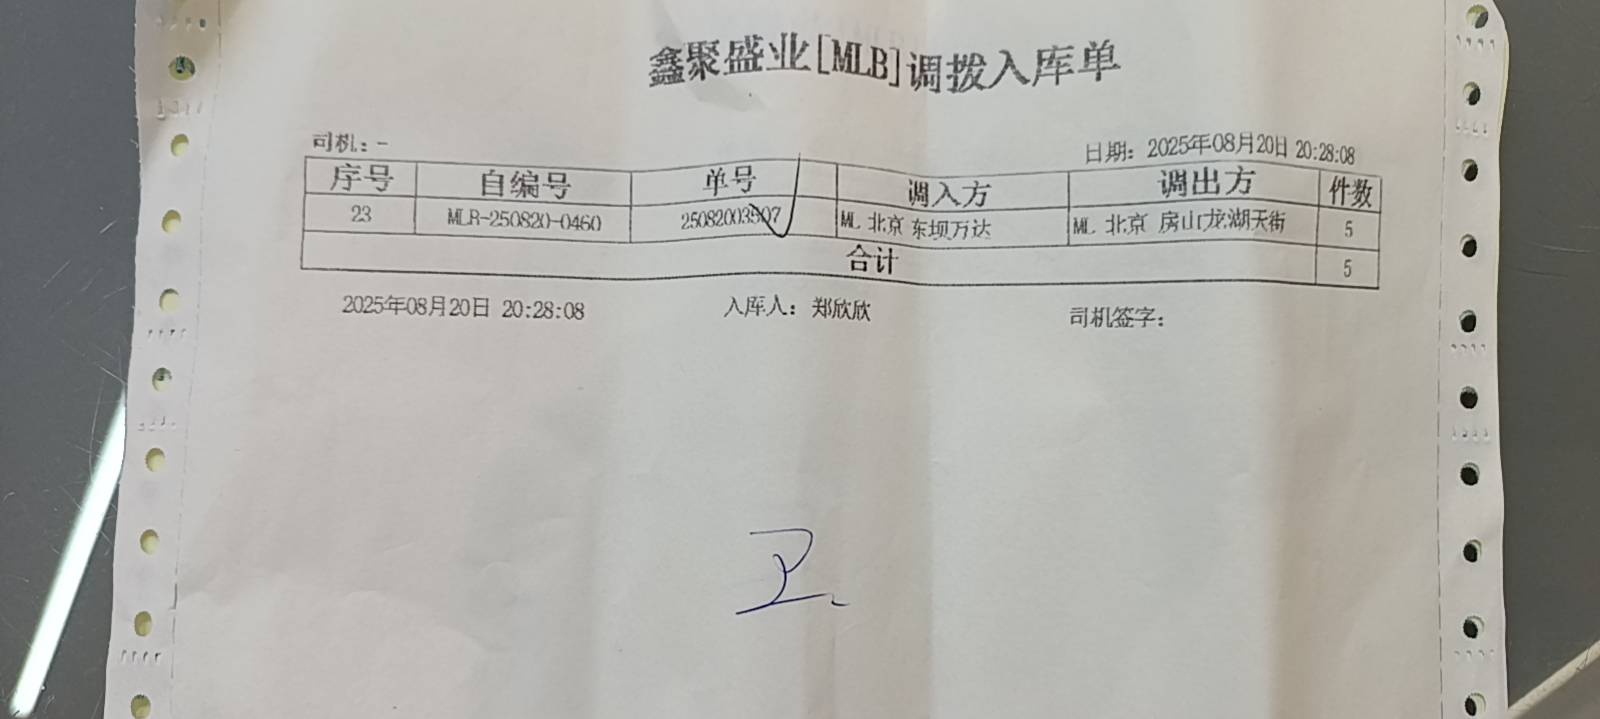 鑫聚盛业[MLB]调拨入库单
司机：-
日期：2025年08月20日 20:28:08
序号 自编号 单号 调入方 调出方 件数
23 MLR-250820-0460 25082003507 ML 北京 东坝万达 ML 北京 房山龙湖天街 5
合计 5
2025年08月20日 20:28:08 入库人：郑欣欣 司机签字：